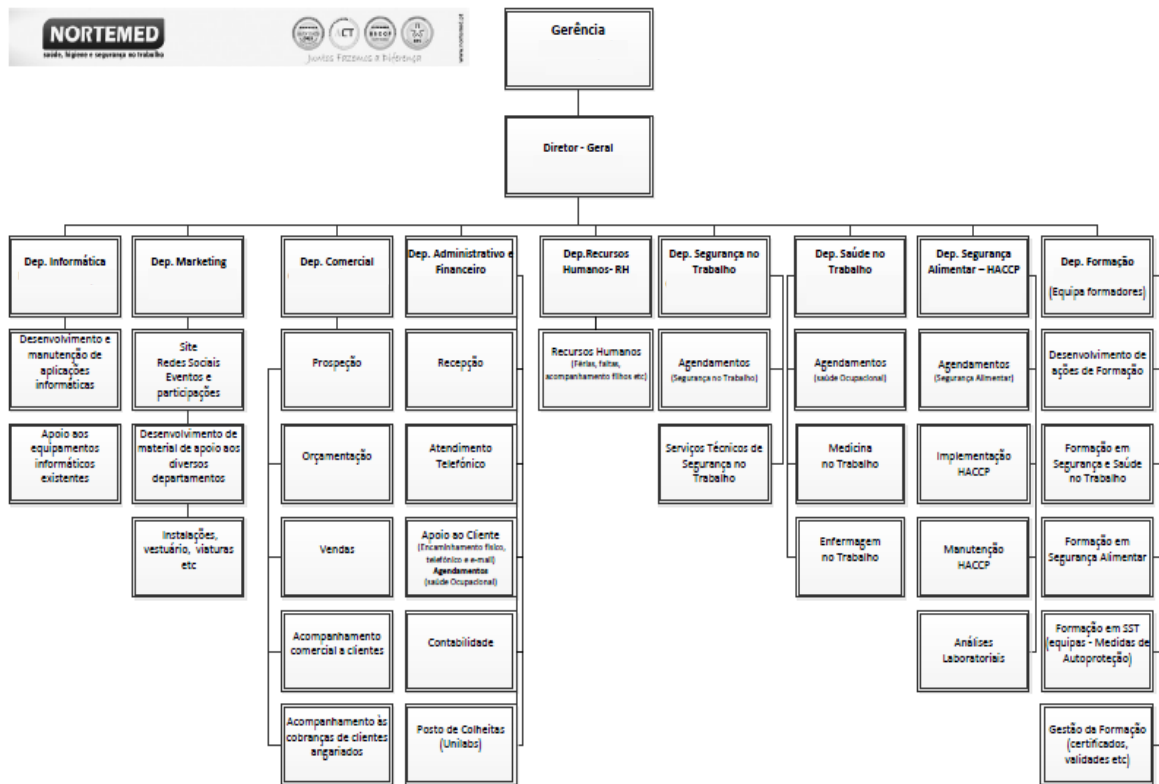 NORTEMED
saúde, higiene e segurança no trabalho
ACT
HACCP
Juntos Fazemos a Diferença
www.nortemed.pt
Gerência
Diretor - Geral
Dep. Informática
Dep. Marketing
Dep. Comercial
Dep. Administrativo e
Financeiro
Dep.Recursos
Humanos- RH
Dep. Segurança no
Trabalho
Dep. Saúde no
Trabalho
Dep. Segurança
Alimentar – HACCP
Dep. Formação
(Equipa formadores)
Desenvolvimento e
manutenção de
aplicações
informáticas
Site
Redes Sociais
Eventos e
participações
Prospeção
Recepção
Recursos Humanos
(Férias, faltas,
acompanhamento filhos etc)
Agendamentos
(Segurança no Trabalho)
Agendamentos
(saúde Ocupacional)
Agendamentos
(Segurança Alimentar)
Desenvolvimento de
ações de Formação
Apoio aos
equipamentos
informáticos
existentes
Desenvolvimento de
material de apoio aos
diversos
departamentos
Orçamentação
Atendimento
Telefónico
Serviços Técnicos de
Segurança no
Trabalho
Medicina
no Trabalho
Implementação
HACCP
Formação em
Segurança e Saúde
no Trabalho
Instalações,
vestuário, viaturas
etc
Vendas
Apoio ao Cliente
(Encaminhamento físico,
telefónico e e-mail)
Agendamentos
(saúde Ocupacional)
Enfermagem
no Trabalho
Manutenção
HACCP
Formação em
Segurança Alimentar
Acompanhamento
comercial a clientes
Contabilidade
Análises
Laboratoriais
Formação em SST
(equipas - Medidas de
Autoproteção)
Acompanhamento às
cobranças de clientes
angariados
Posto de Colheitas
(Unilabs)
Gestão da Formação
(certificados,
validades etc)